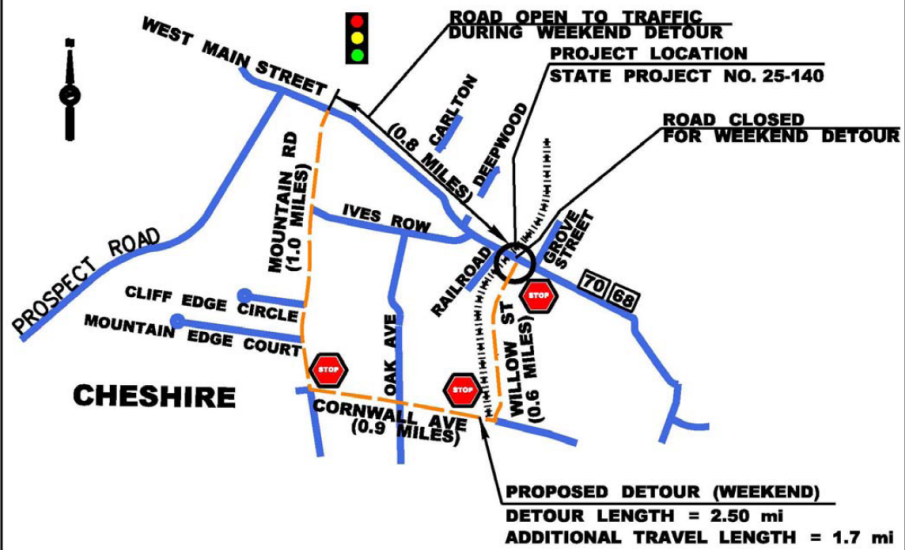 N
WEST MAIN STREET
ROAD OPEN TO TRAFFIC
DURING WEEKEND DETOUR
PROJECT LOCATION
STATE PROJECT NO. 25-140
ROAD CLOSED
FOR WEEKEND DETOUR
CARLTON
(0.8 MILES)
DEEPWOOD
MOUNTAIN RD
(1.0 MILES)
IVES ROW
GROVE
STREET
RAILROAD
PROSPECT ROAD
CLIFF EDGE CIRCLE
MOUNTAIN EDGE COURT
70 68
STOP
WILLOW ST
(0.6 MILES)
OAK AVE
STOP
STOP
CHESHIRE
CORNWALL AVE
(0.9 MILES)
PROPOSED DETOUR (WEEKEND)
DETOUR LENGTH = 2.50 mi
ADDITIONAL TRAVEL LENGTH = 1.7 mi